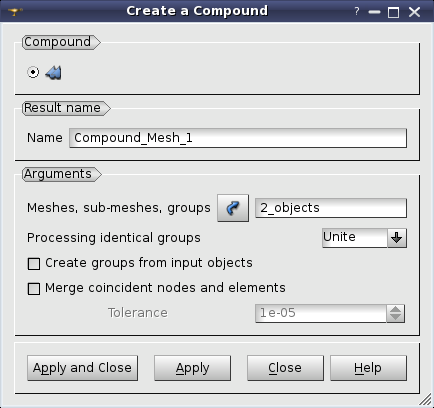 Create a Compound
Compound
Result name
Name Compound_Mesh_1
Arguments
Meshes, sub-meshes, groups 2_objects
Processing identical groups Unite
Create groups from input objects
Merge coincident nodes and elements
Tolerance 1e-05
Apply and Close Apply Close Help